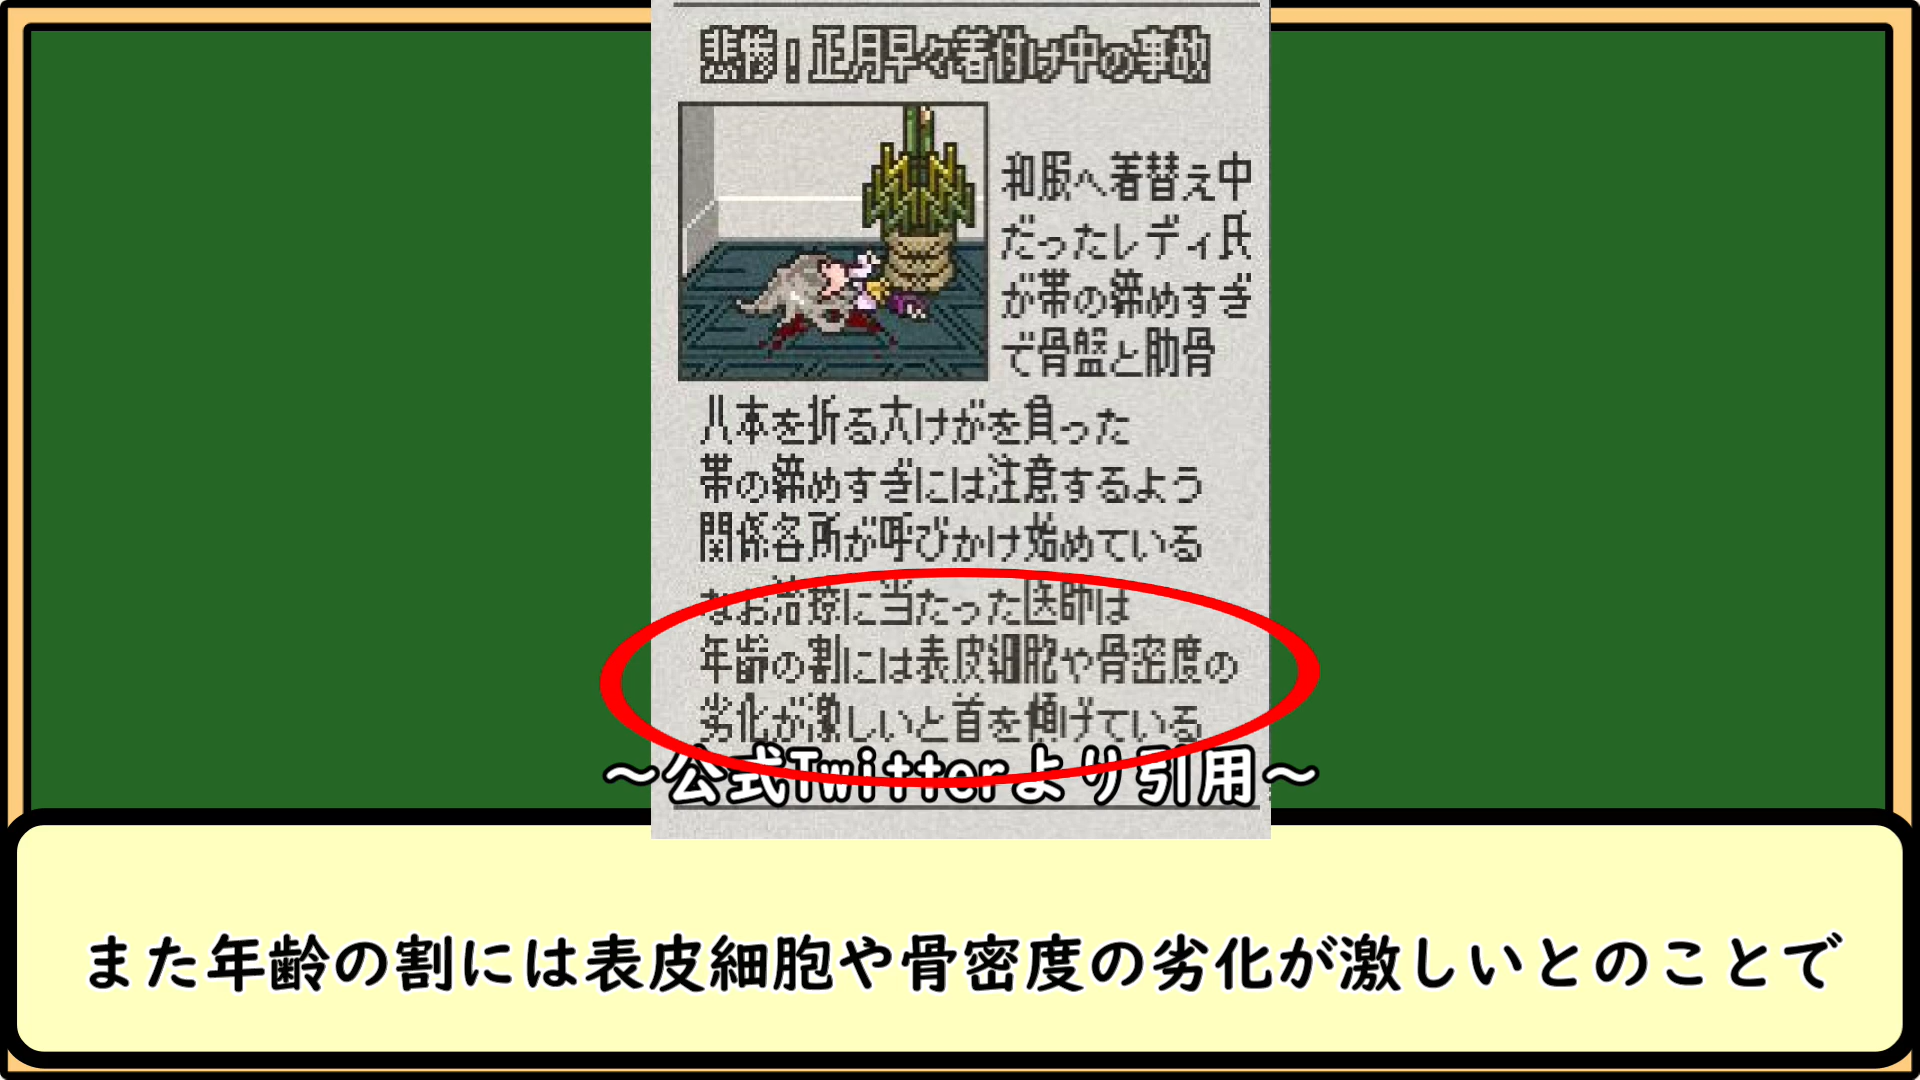 悲惨！正月早々着付け中の事故
和服へ着替え中
だったレディ氏
が帯の締めすぎ
で骨盤と肋骨
八本を折る大けがを負った
帯の締めすぎには注意するよう
関係各所が呼びかけ始めている
なお治療に当たった医師は
年齢の割には表皮細胞や骨密度の
劣化が激しいと首を傾げている
～公式Twitterより引用～
また年齢の割には表皮細胞や骨密度の劣化が激しいとのことで